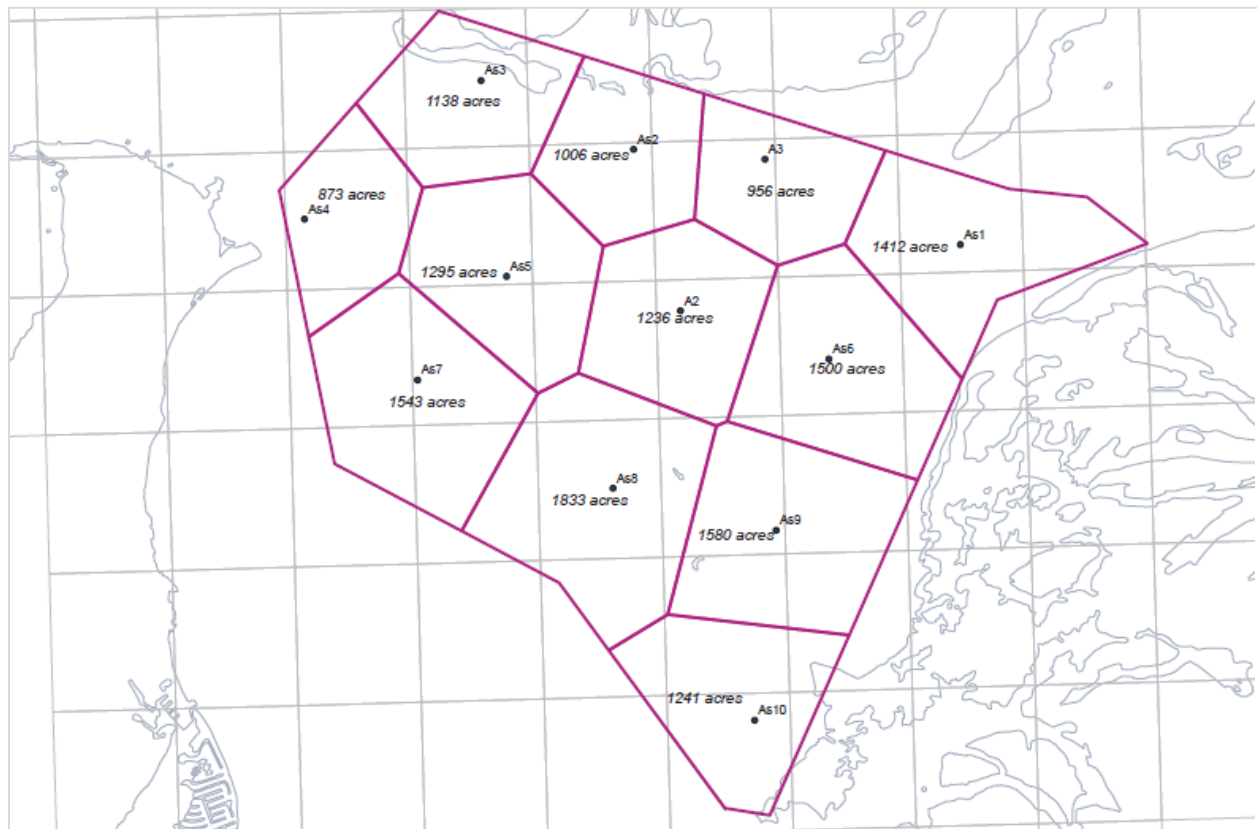 As3
1138 acres
As2
1006 acres
A3
956 acres
873 acres
As4
As1
1412 acres
1295 acres
As5
A2
1236 acres
As6
1500 acres
As7
1543 acres
As8
1833 acres
As9
1580 acres
1241 acres
As10